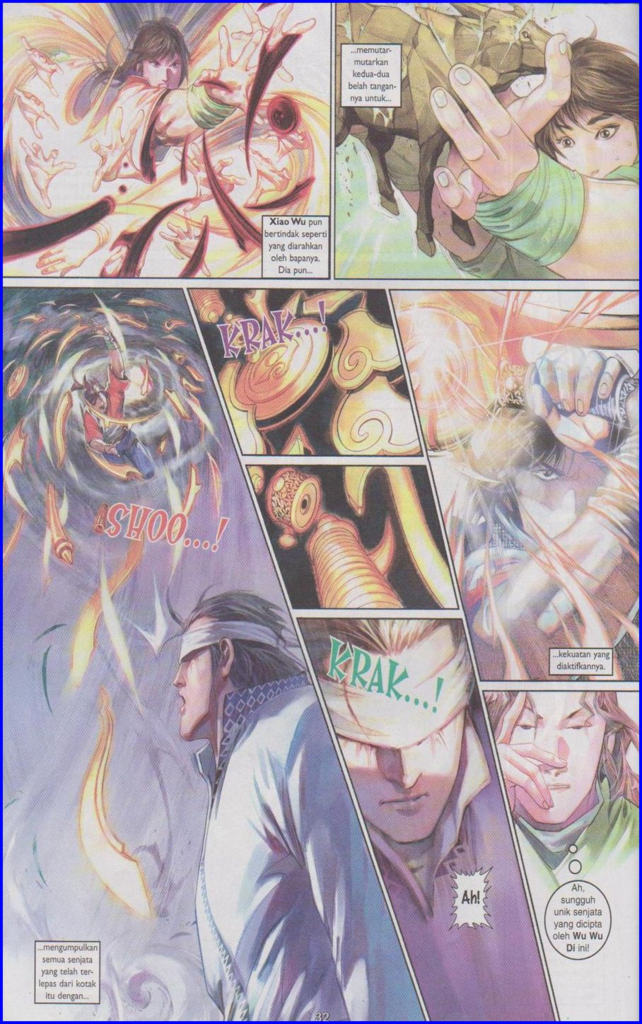 Xiao Wu pun
bertindak seperti
yang diarahkan
oleh bapanya.
Dia pun...
...memutar-
mutarkan
kedua-dua
belah tangan-
nya untuk...
SHOO...!
...mengumpulkan
semua senjata
yang telah ter-
lepas dari kotak
itu dengan...
KRAK...!
...kekuatan yang
diaktifkannya.
KRAK...!
Ah!
Ah,
sungguh
unik senjata
yang dicipta
oleh Wu Wu
Di ini!
32